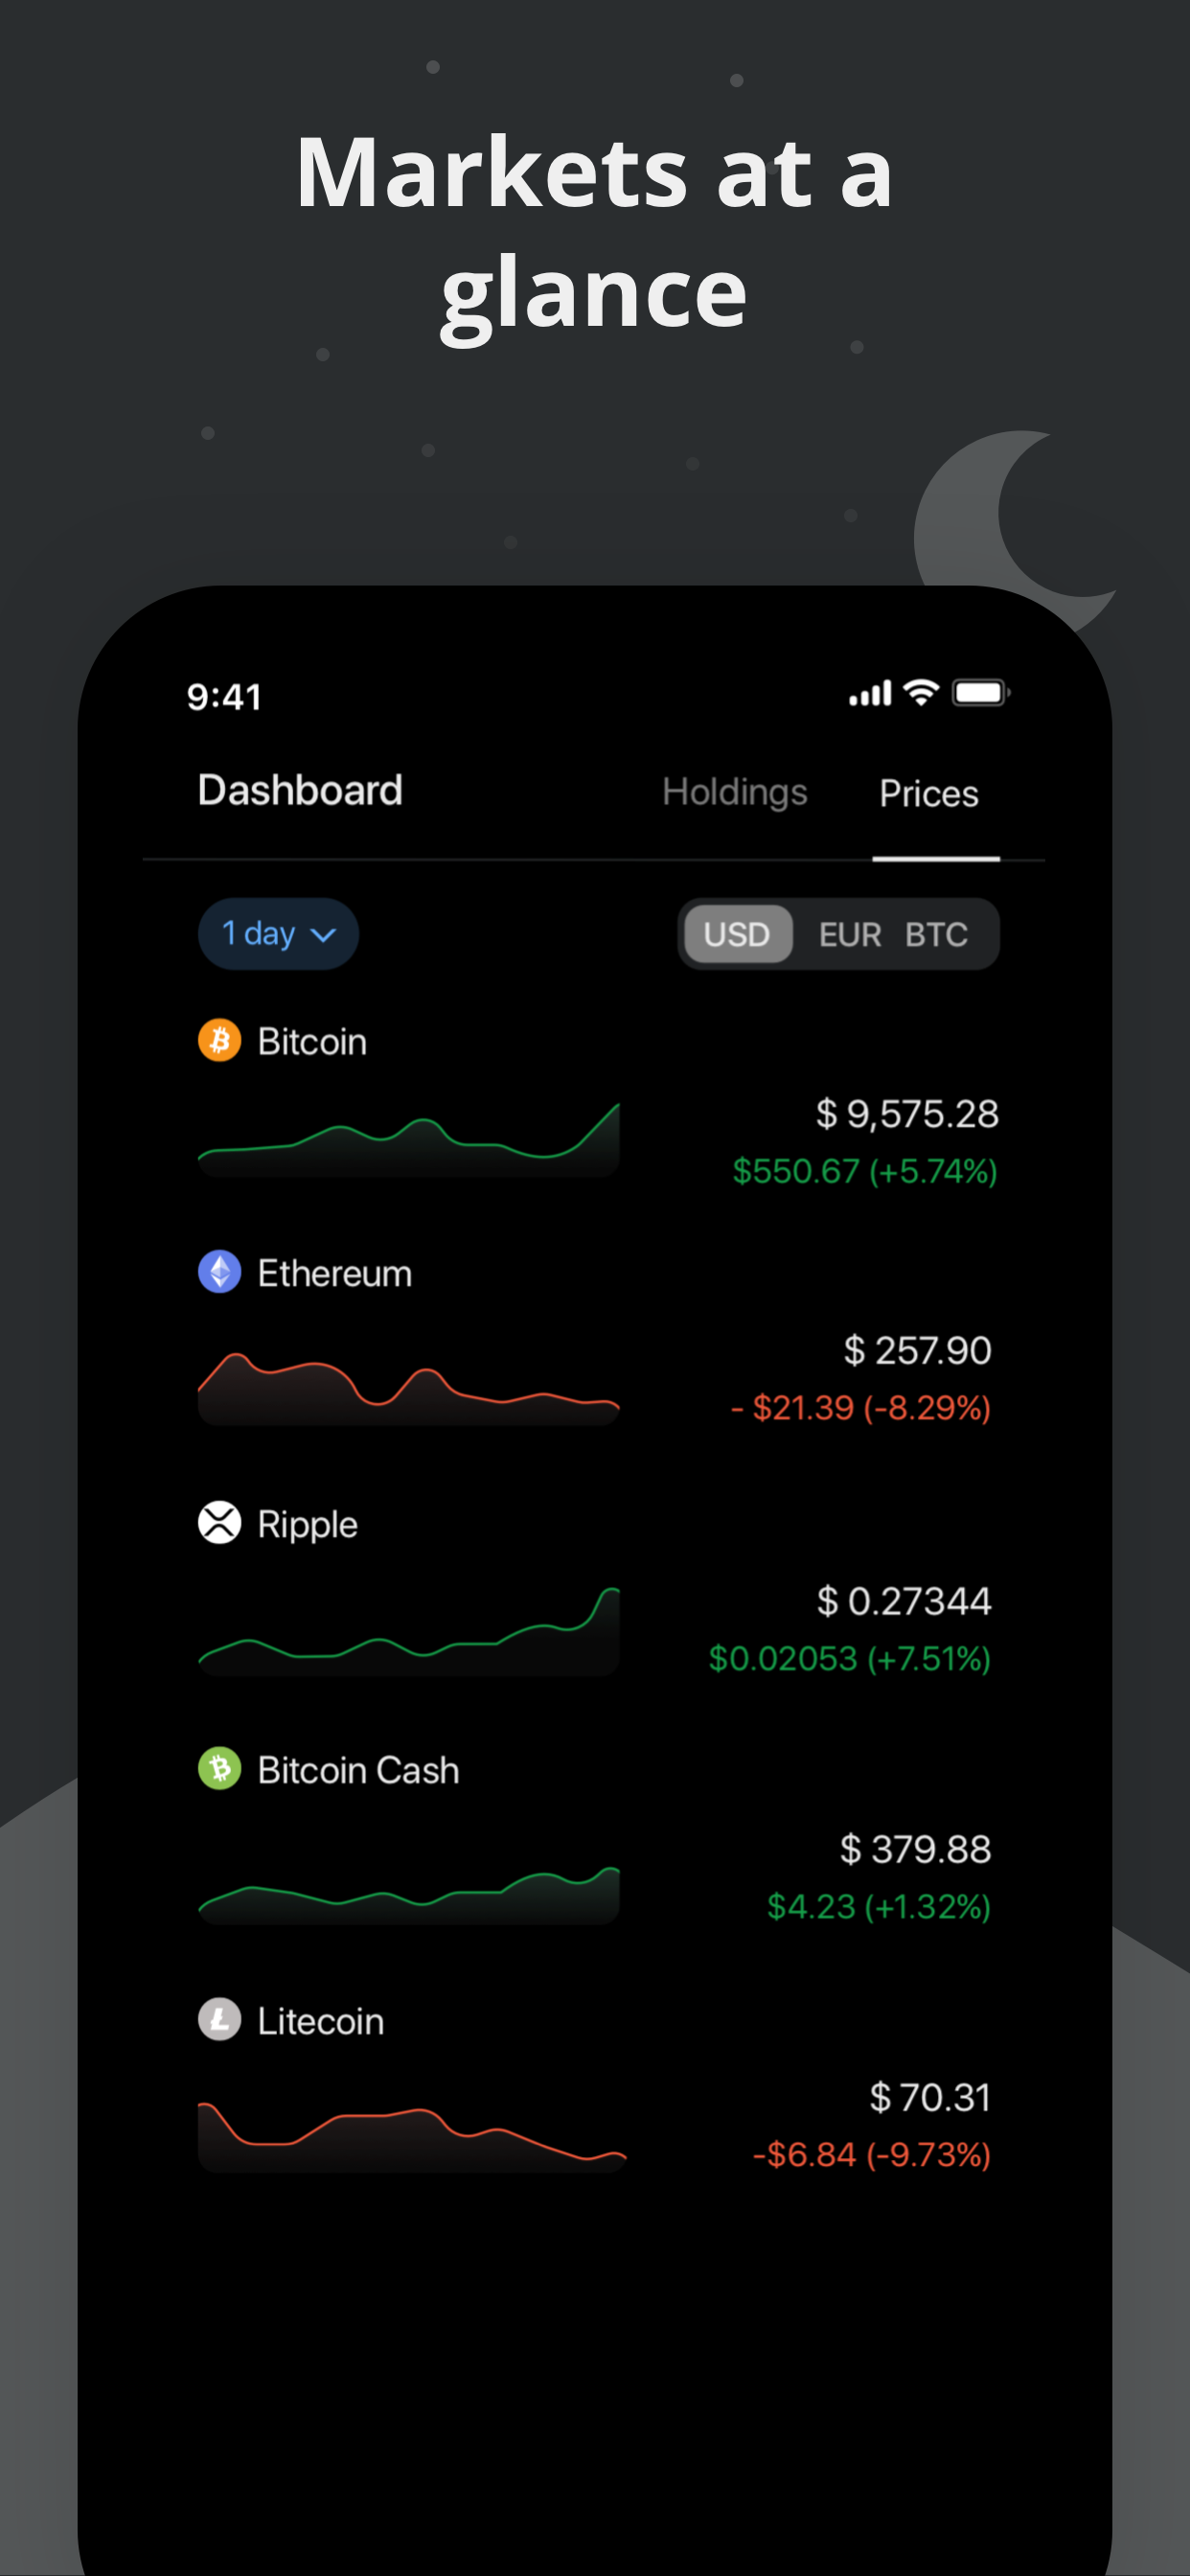 Markets at a
glance
9:41
Dashboard Holdings Prices
1 day USD EUR BTC
Bitcoin
$ 9,575.28
$550.67 (+5.74%)
Ethereum
$ 257.90
- $21.39 (-8.29%)
Ripple
$ 0.27344
$0.02053 (+7.51%)
Bitcoin Cash
$ 379.88
$4.23 (+1.32%)
Litecoin
$ 70.31
-$6.84 (-9.73%)